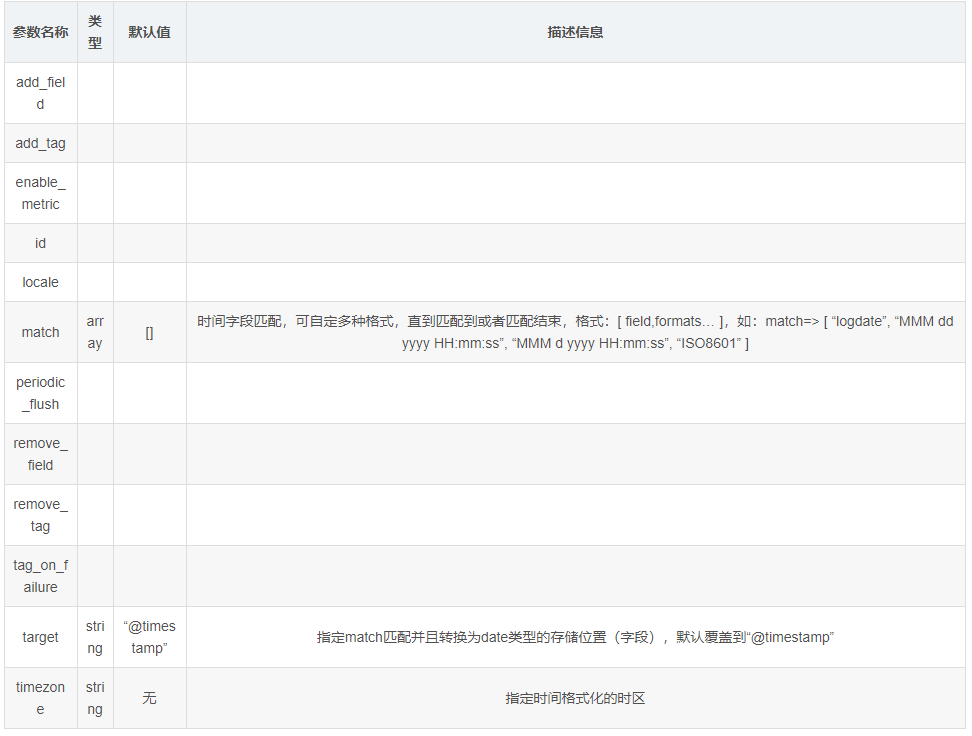 参数名称 类型 默认值 描述信息
add_field
add_tag
enable_metric
id
locale
match array [] 时间字段匹配，可自定多种格式，直到匹配到或者匹配结束，格式：[ field,formats… ]，如：match=> [ “logdate”, “MMM dd
yyyy HH:mm:ss”, “MMM d yyyy HH:mm:ss”, “ISO8601” ]
periodic_flush
remove_field
remove_tag
tag_on_failure
target string “@timestamp” 指定match匹配并且转换为date类型的存储位置（字段），默认覆盖到“@timestamp”
timezone string 无 指定时间格式化的时区